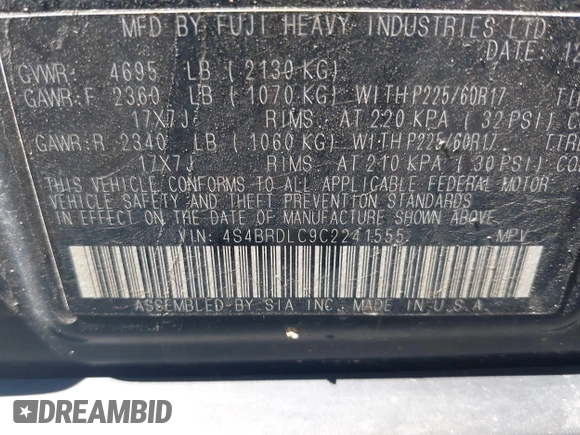 MFD BY FUJI HEAVY INDUSTRIES LTD.
DATE: 12
GVWR: 4695 LB ( 2130 KG)
GAWR:F 2360 LB ( 1070 KG) WITH P225/60R17
17X7J RIMS, AT 220 KPA ( 32 PSI)
GAWR:R 2340 LB ( 1060 KG) WITH P225/60R17
17X7J RIMS, AT 210 KPA ( 30 PSI)
THIS VEHICLE CONFORMS TO ALL APPLICABLE FEDERAL MOTOR
VEHICLE SAFETY AND THEFT PREVENTION STANDARDS
IN EFFECT ON THE DATE OF MANUFACTURE SHOWN ABOVE.
VIN: 4S4BRDLC9C2241555 MPV
ASSEMBLED BY SIA INC. MADE IN U.S.A
DREAMBID